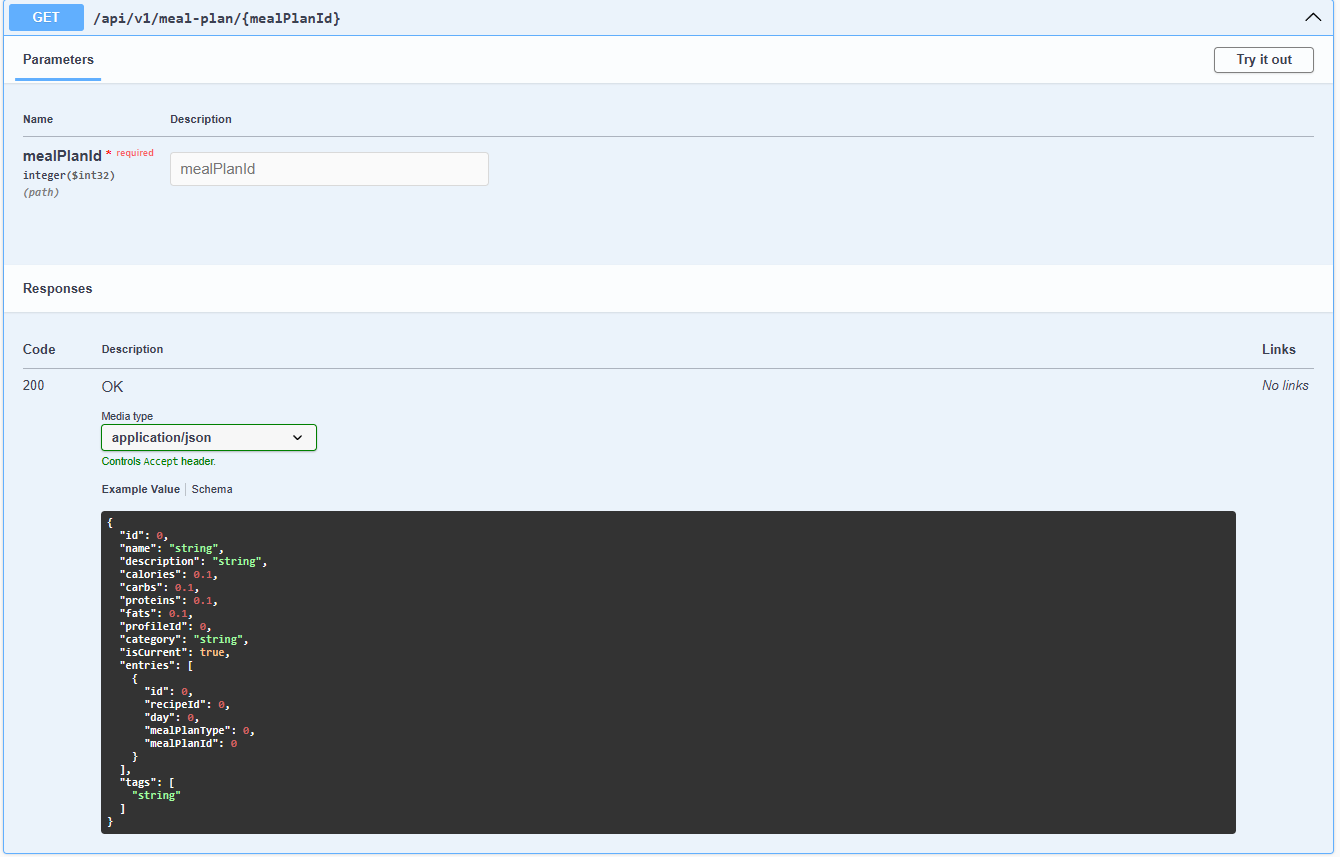 GET /api/v1/meal-plan/{mealPlanId}
Parameters
Try it out
Name Description
mealPlanId * required
mealPlanId
integer($int32)
(path)
Responses
Code Description Links
200 OK No links
Media type
application/json
Controls Accept header.
Example Value Schema
{
  "id": 0,
  "name": "string",
  "description": "string",
  "calories": 0.1,
  "carbs": 0.1,
  "proteins": 0.1,
  "fats": 0.1,
  "profileId": 0,
  "category": "string",
  "isCurrent": true,
  "entries": [
    {
      "id": 0,
      "recipeId": 0,
      "day": 0,
      "mealPlanType": 0,
      "mealPlanId": 0
    }
  ],
  "tags": [
    "string"
  ]
}